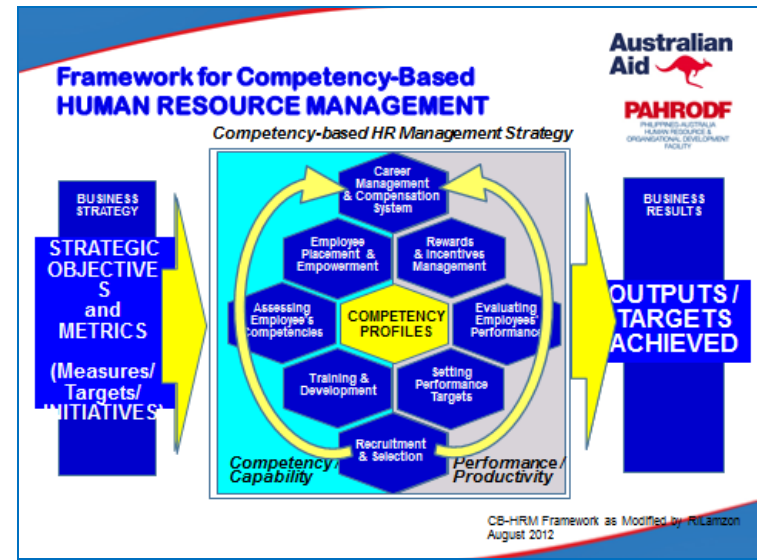 Australian
Aid
Framework for Competency-Based
HUMAN RESOURCE MANAGEMENT
PAHRODF
PHILIPPINES-AUSTRALIA
HUMAN RESOURCE &
ORGANISATIONAL DEVELOPMENT
FACILITY
Competency-based HR Management Strategy
BUSINESS
STRATEGY
STRATEGIC
OBJECTIVE
S
and
METRICS
(Measures/
Targets/
INITIATIVES)
Career
Management
& Compensation
System
Employee
Placement &
Empowerment
Rewards
& Incentives
Management
Assessing
Employee's
Competencies
COMPETENCY
PROFILES
Evaluating
Employees'
Performance
Training &
Development
Setting
Performance
Targets
Recruitment
& Selection
Competency/
Capability
Performance/
Productivity
BUSINESS
RESULTS
OUTPUTS/
TARGETS
ACHIEVED
CB-HRM Framework as Modified by RILamzon
August 2012